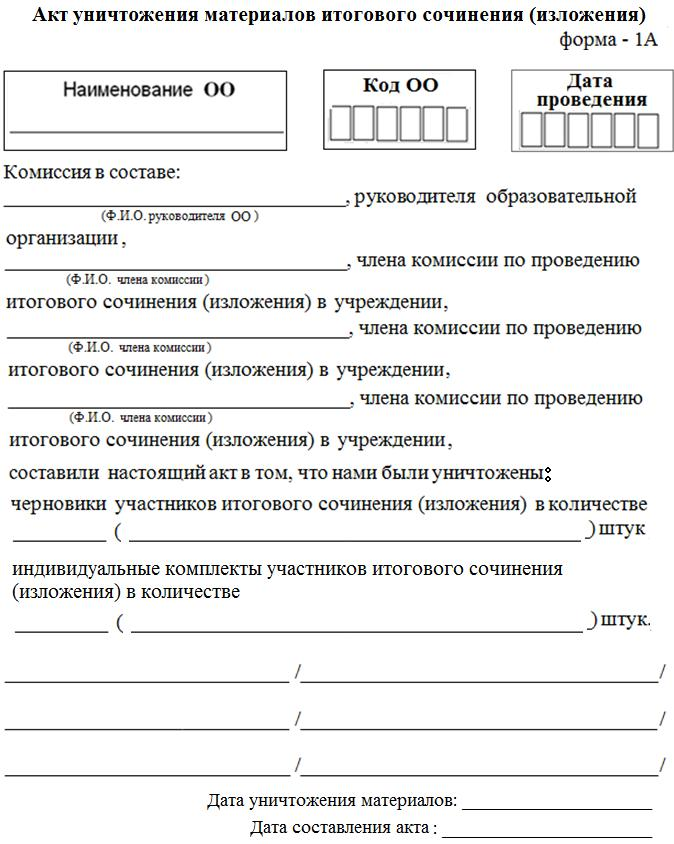 Акт уничтожения материалов итогового сочинения (изложения)
форма - 1А
Наименование ОО
Код ОО
Дата
проведения
Комиссия в составе:
, руководителя образовательной
(Ф.И.О. руководителя ОО )
организации ,
, члена комиссии по проведению
(Ф.И.О. члена комиссии )
итогового сочинения (изложения) в учреждении,
, члена комиссии по проведению
(Ф.И.О. члена комиссии )
итогового сочинения (изложения) в учреждении,
, члена комиссии по проведению
(Ф.И.О. члена комиссии )
итогового сочинения (изложения) в учреждении,
составили настоящий акт в том, что нами были уничтожены:
черновики участников итогового сочинения (изложения) в количестве
( ) штук
индивидуальные комплекты участников итогового сочинения
(изложения) в количестве
( ) штук.
/ /
/ /
/ /
Дата уничтожения материалов:
Дата составления акта :